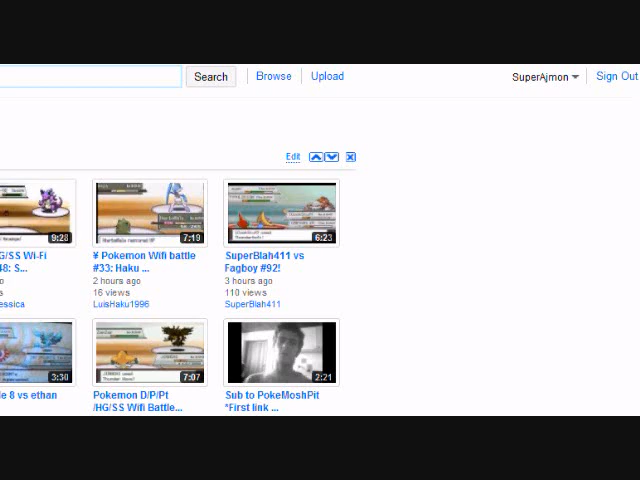 Search Browse Upload SuperAjmon Sign Out
Edit
9:28 7:19 6:23
G/SS Wi-Fi ¥ Pokemon Wifi battle SuperBlah411 vs
48: S... #33: Haku ... Fagboy #92!
o 2 hours ago 3 hours ago
s 16 views 110 views
essica LuisHaku1996 SuperBlah411
3:30 7:07 2:21
le 8 vs ethan Pokemon D/P/Pt Sub to PokeMoshPit
/HG/SS Wifi Battle... *First link ...